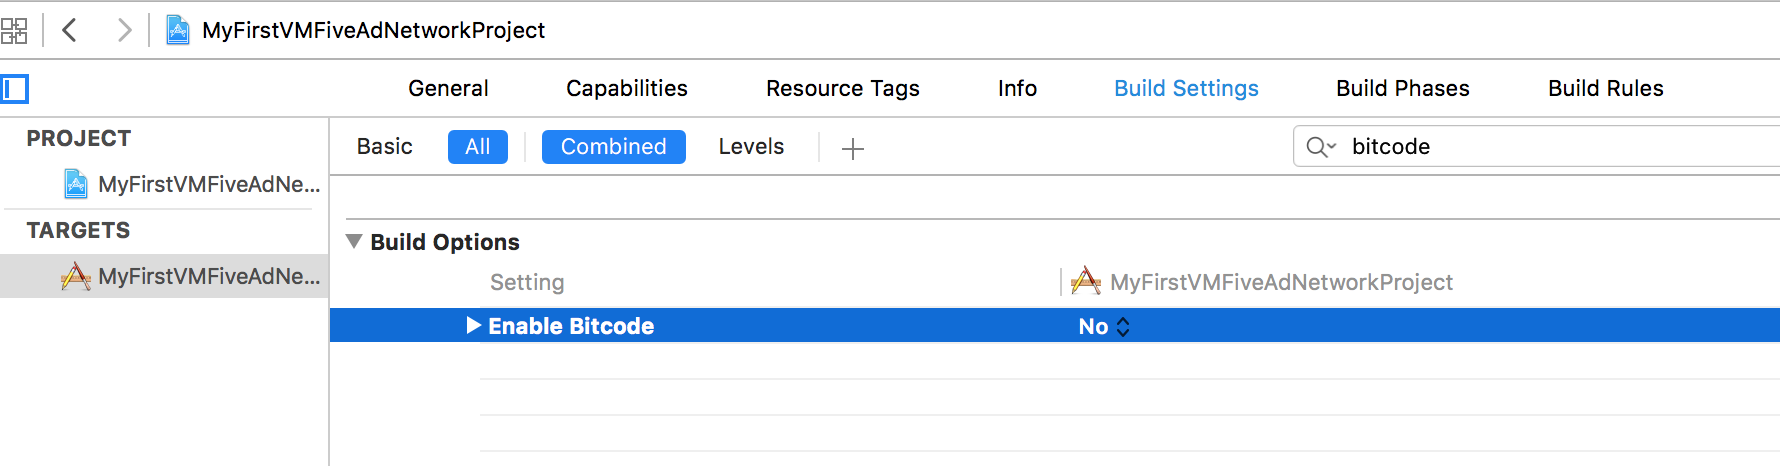 MyFirstVMFiveAdNetworkProject
General Capabilities Resource Tags Info Build Settings Build Phases Build Rules
PROJECT
MyFirstVMFiveAdNe...
TARGETS
MyFirstVMFiveAdNe...
Basic All Combined Levels + bitcode
Build Options
Setting MyFirstVMFiveAdNetworkProject
Enable Bitcode No